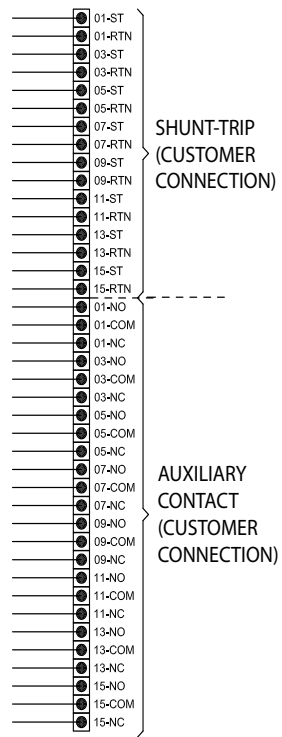 01-ST
01-RTN
03-ST
03-RTN
05-ST
05-RTN
07-ST
07-RTN
09-ST
09-RTN
11-ST
11-RTN
13-ST
13-RTN
15-ST
15-RTN
SHUNT-TRIP
(CUSTOMER
CONNECTION)
01-NO
01-COM
01-NC
03-NO
03-COM
03-NC
05-NO
05-COM
05-NC
07-NO
07-COM
07-NC
09-NO
09-COM
09-NC
11-NO
11-COM
11-NC
13-NO
13-COM
13-NC
15-NO
15-COM
15-NC
AUXILIARY
CONTACT
(CUSTOMER
CONNECTION)